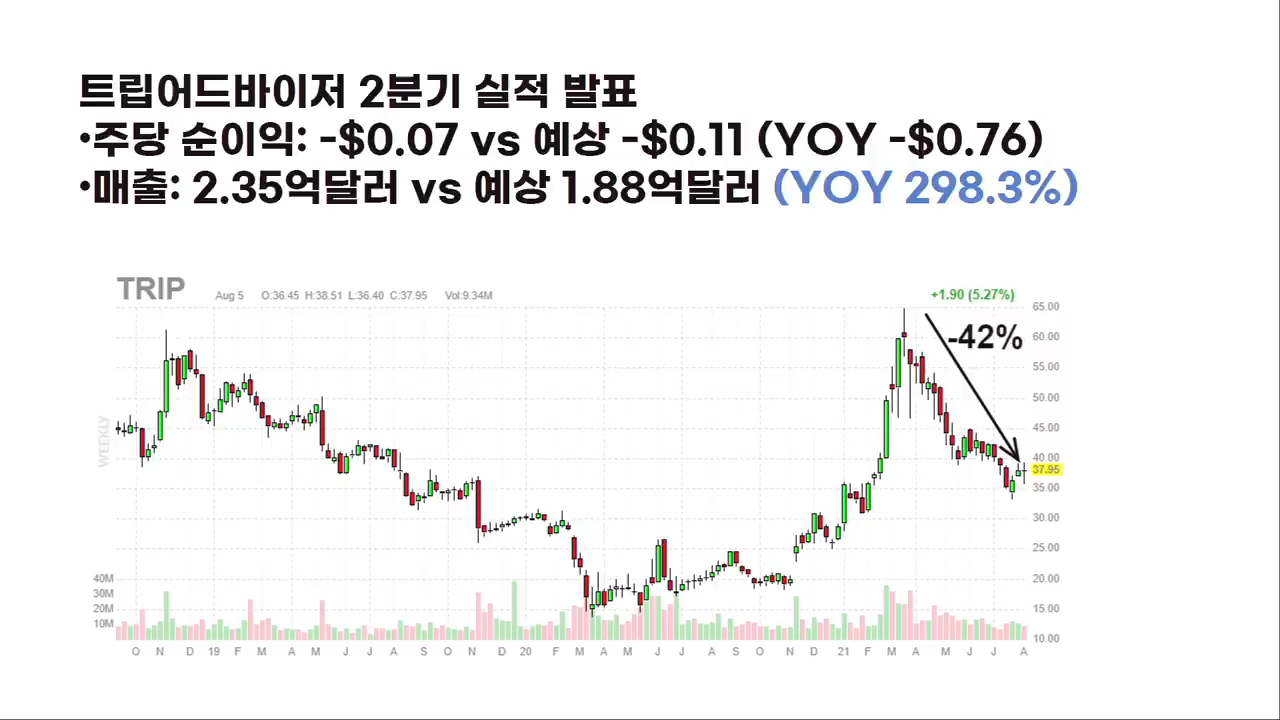 트립어드바이저 2분기 실적 발표
•주당 순이익: -$0.07 vs 예상 -$0.11 (YOY -$0.76)
•매출: 2.35억달러 vs 예상 1.88억달러 (YOY 298.3%)
TRIP Aug 5 O:36.45 H:38.51 L:36.40 C:37.95 Vol:9.34M +1.90 (5.27%)
65.00
-42%
60.00
55.00
50.00
45.00
WEEKLY
40.00
37.95
35.00
30.00
25.00
40M 20.00
30M
20M 15.00
10M
10.00
O N D 19 F M A M J J A S O N D 20 F M A M J J A S O N D 21 F M A M J J A